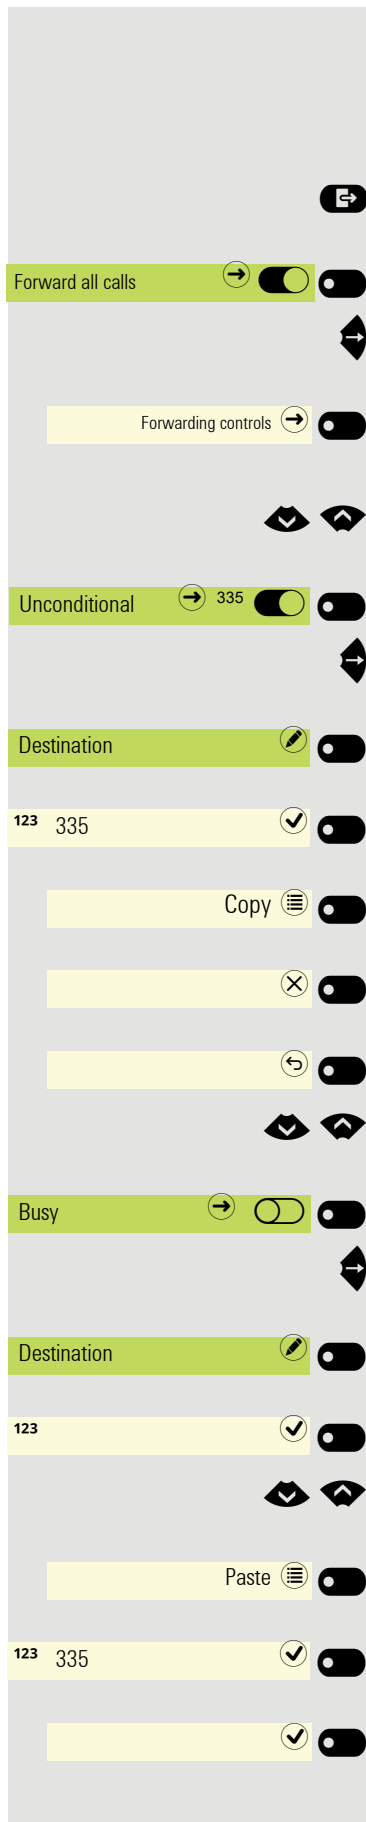 Forward all calls
Forwarding controls
Unconditional 335
Destination
123 335
Copy
Busy
Destination
123
Paste
123 335